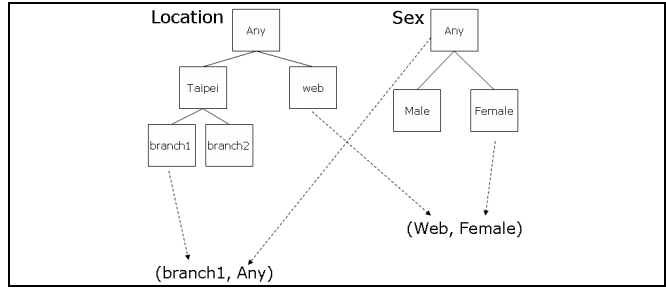 Location
Any
Sex
Any
Taipei
web
Male
Female
branch1
branch2
(Web, Female)
(branch1, Any)